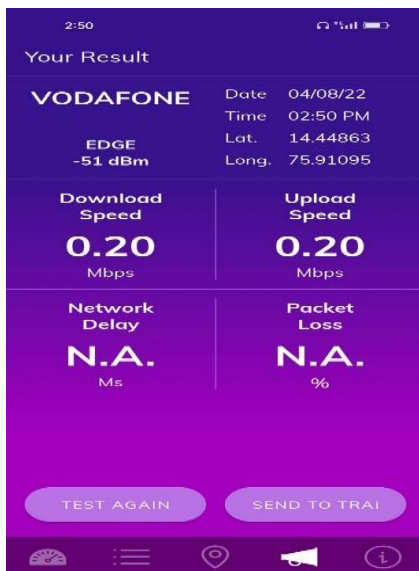 2:50
Your Result
VODAFONE
EDGE
-51 dBm
Date 04/08/22
Time 02:50 PM
Lat. 14.44863
Long. 75.91095
Download
Speed
0.20
Mbps
Upload
Speed
0.20
Mbps
Network
Delay
N.A.
Ms
Packet
Loss
N.A.
%
TEST AGAIN
SEND TO TRAI